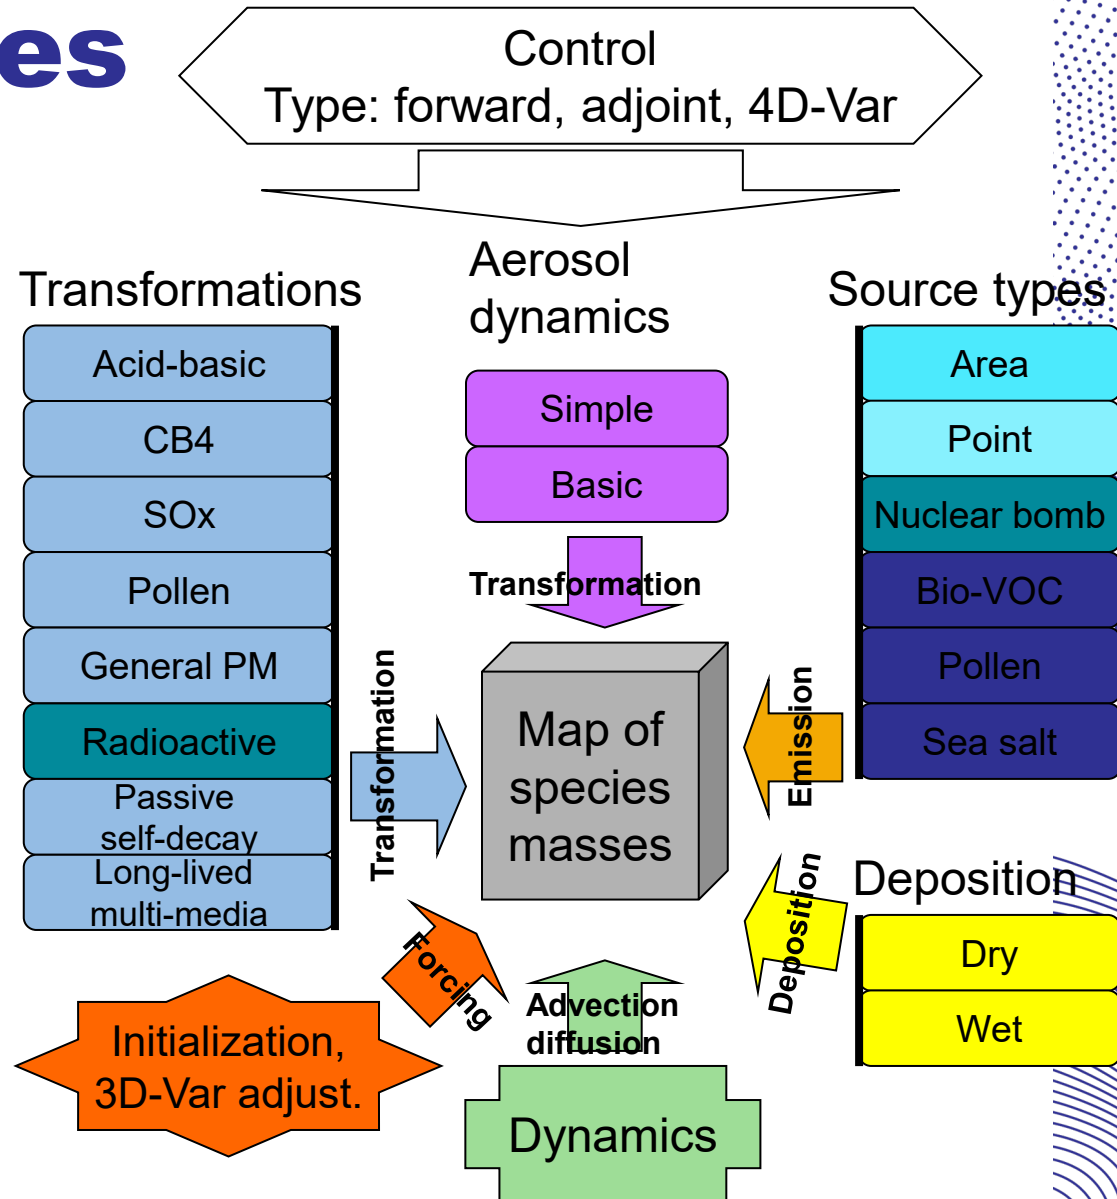 es
Control
Type: forward, adjoint, 4D-Var
Transformations
Acid-basic
CB4
SOx
Pollen
General PM
Radioactive
Passive
self-decay
Long-lived
multi-media
Transformation
Aerosol
dynamics
Simple
Basic
Transformation
Map of
species
masses
Source types
Area
Point
Nuclear bomb
Bio-VOC
Pollen
Sea salt
Emission
Deposition
Dry
Wet
Deposition
Forcing
Initialization,
3D-Var adjust.
Advection
diffusion
Dynamics